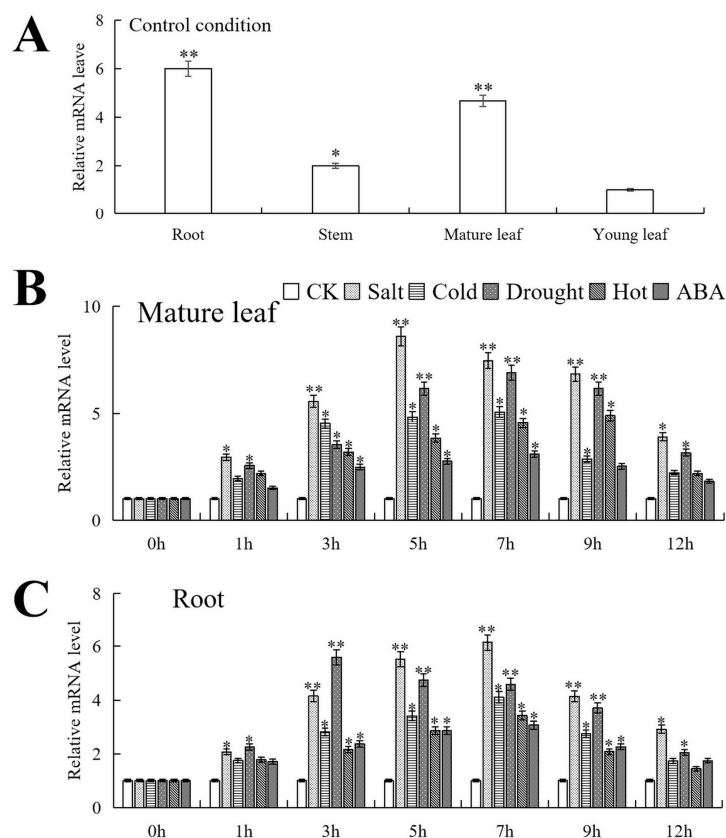 A
Control condition
Relative mRNA leave
8
6
4
2
0
**
*
**
Root Stem Mature leaf Young leaf
B
CK Salt Cold Drought Hot ABA
Mature leaf
Relative mRNA level
10
5
0
* *
** * * * *
** * ** * *
** * ** * *
** * ** *
* *
0h 1h 3h 5h 7h 9h 12h
C
Root
Relative mRNA level
8
6
4
2
0
* *
** * ** * *
** * ** * *
** * ** * *
** * ** * *
* *
0h 1h 3h 5h 7h 9h 12h